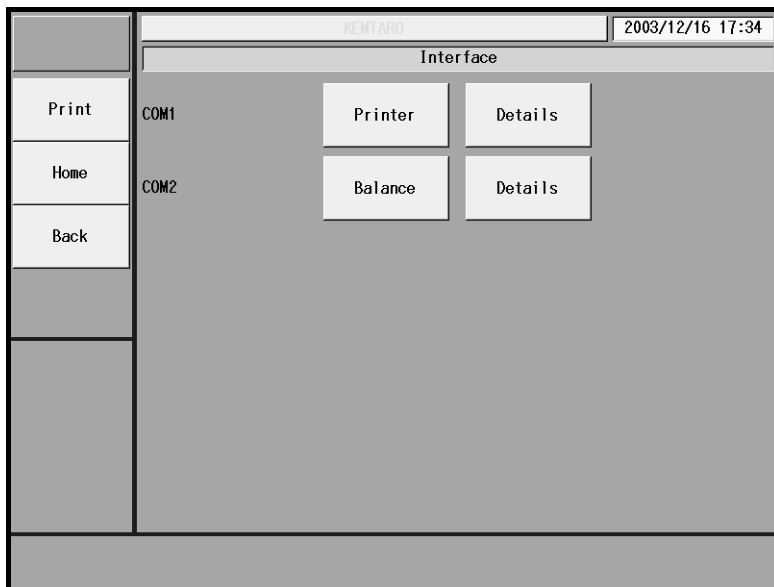 KEMTARO 2003/12/16 17:34
Interface
Print
Home
Back
COM1 Printer Details
COM2 Balance Details